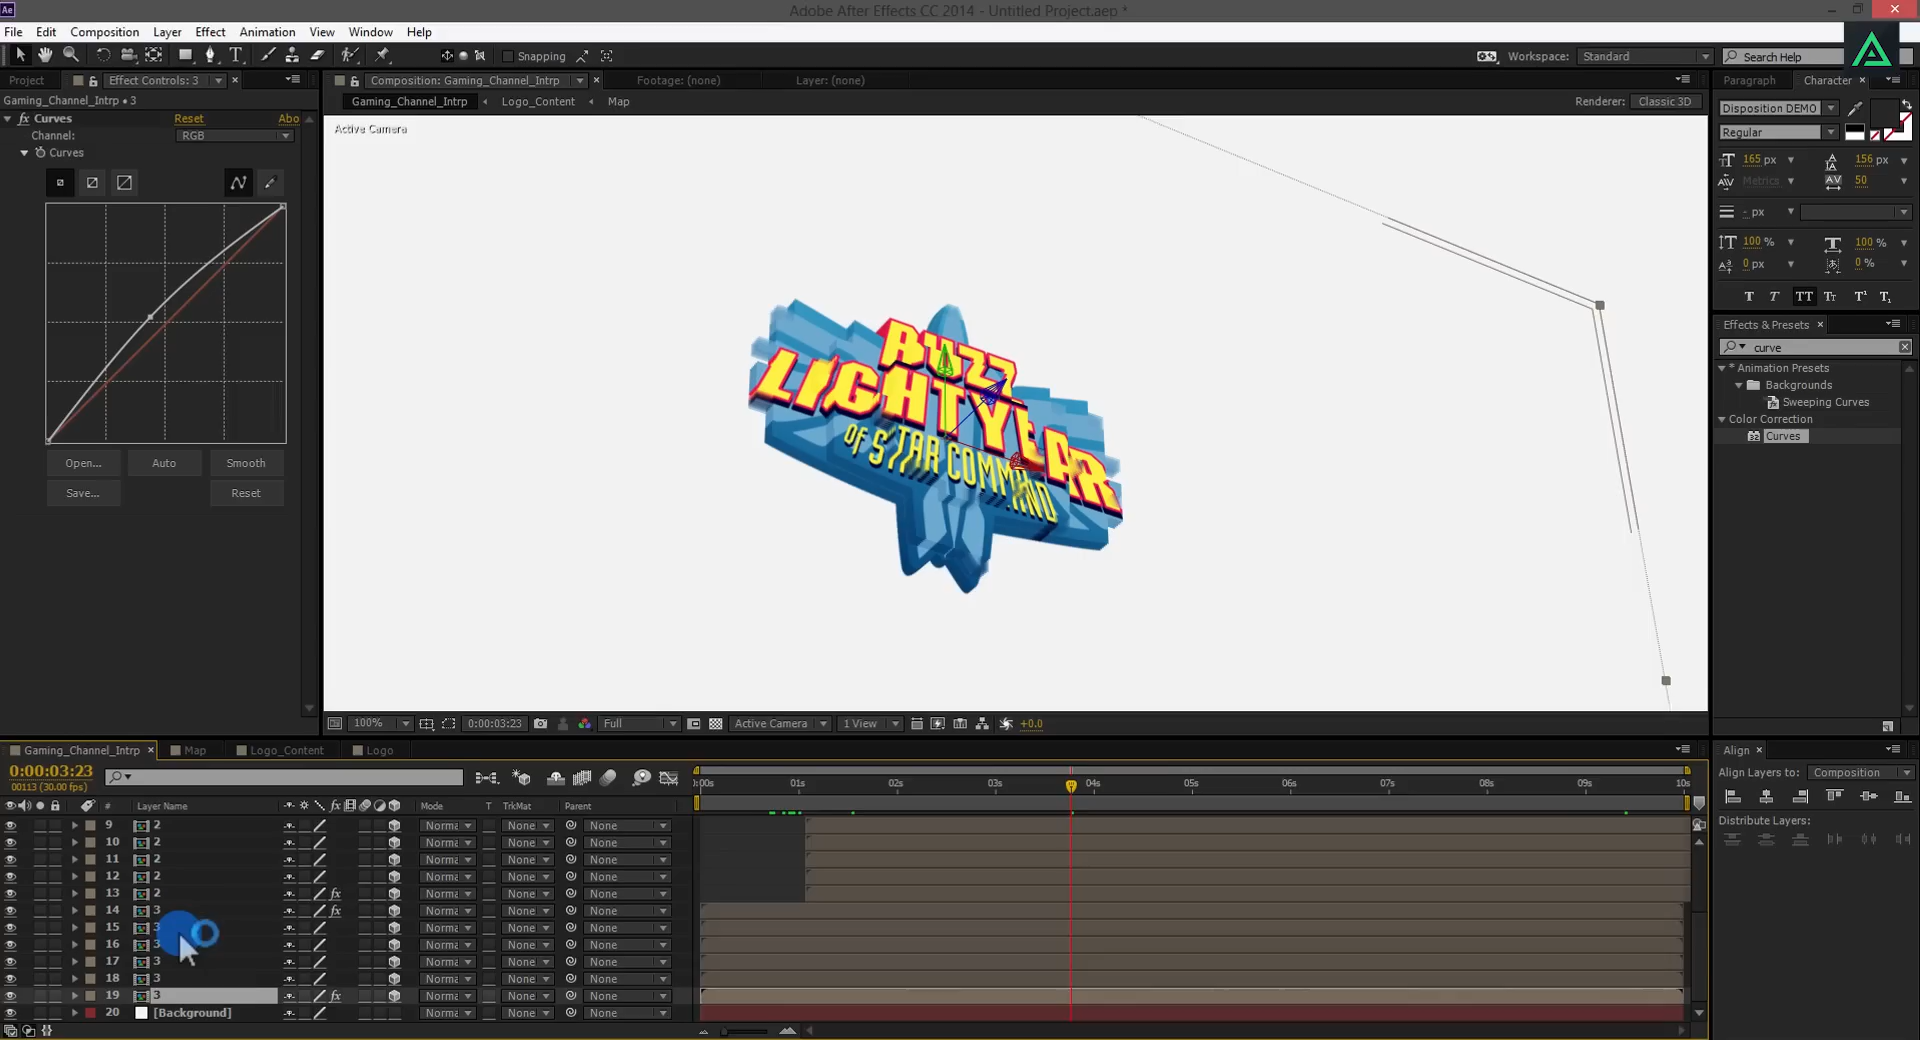 Ae
Adobe After Effects CC 2014 - Untitled Project.aep *
File Edit Composition Layer Effect Animation View Window Help
Snapping
Workspace: Standard
Search Help
Project
Effect Controls: 3
Composition: Gaming_Channel_Intrp
Footage: (none)
Layer: (none)
Paragraph
Character
Gaming_Channel_Intrp • 3
Gaming_Channel_Intrp
Logo_Content
Map
Renderer: Classic 3D
fx Curves Reset Abo
Channel: RGB
Curves
Active Camera
Disposition DEMO
Regular
165 px
156 px
Metrics
50
- px
100 %
100 %
0 px
0 %
T T TT Tt T¹ T₁
Effects & Presets
curve
* Animation Presets
Backgrounds
Sweeping Curves
Color Correction
Curves
BUZZ
LIGHTYEAR
of STAR COMMAND
Open... Auto Smooth
Save... Reset
100%
0:00:03:23
Full
Active Camera
1 View
+0.0
Gaming_Channel_Intrp
Map
Logo_Content
Logo
Align
0:00:03:23
00113 (30.00 fps)
Align Layers to: Composition
Distribute Layers:
:00s 01s 02s 03s 04s 05s 06s 07s 08s 09s 10s
# Layer Name fx Mode T TrkMat Parent
9 2 Norma None None
10 2 Norma None None
11 2 Norma None None
12 2 Norma None None
13 2 fx Norma None None
14 3 fx Norma None None
15 3 Norma None None
16 3 Norma None None
17 3 Norma None None
18 3 Norma None None
19 3 fx Norma None None
20 [Background] Norma None None